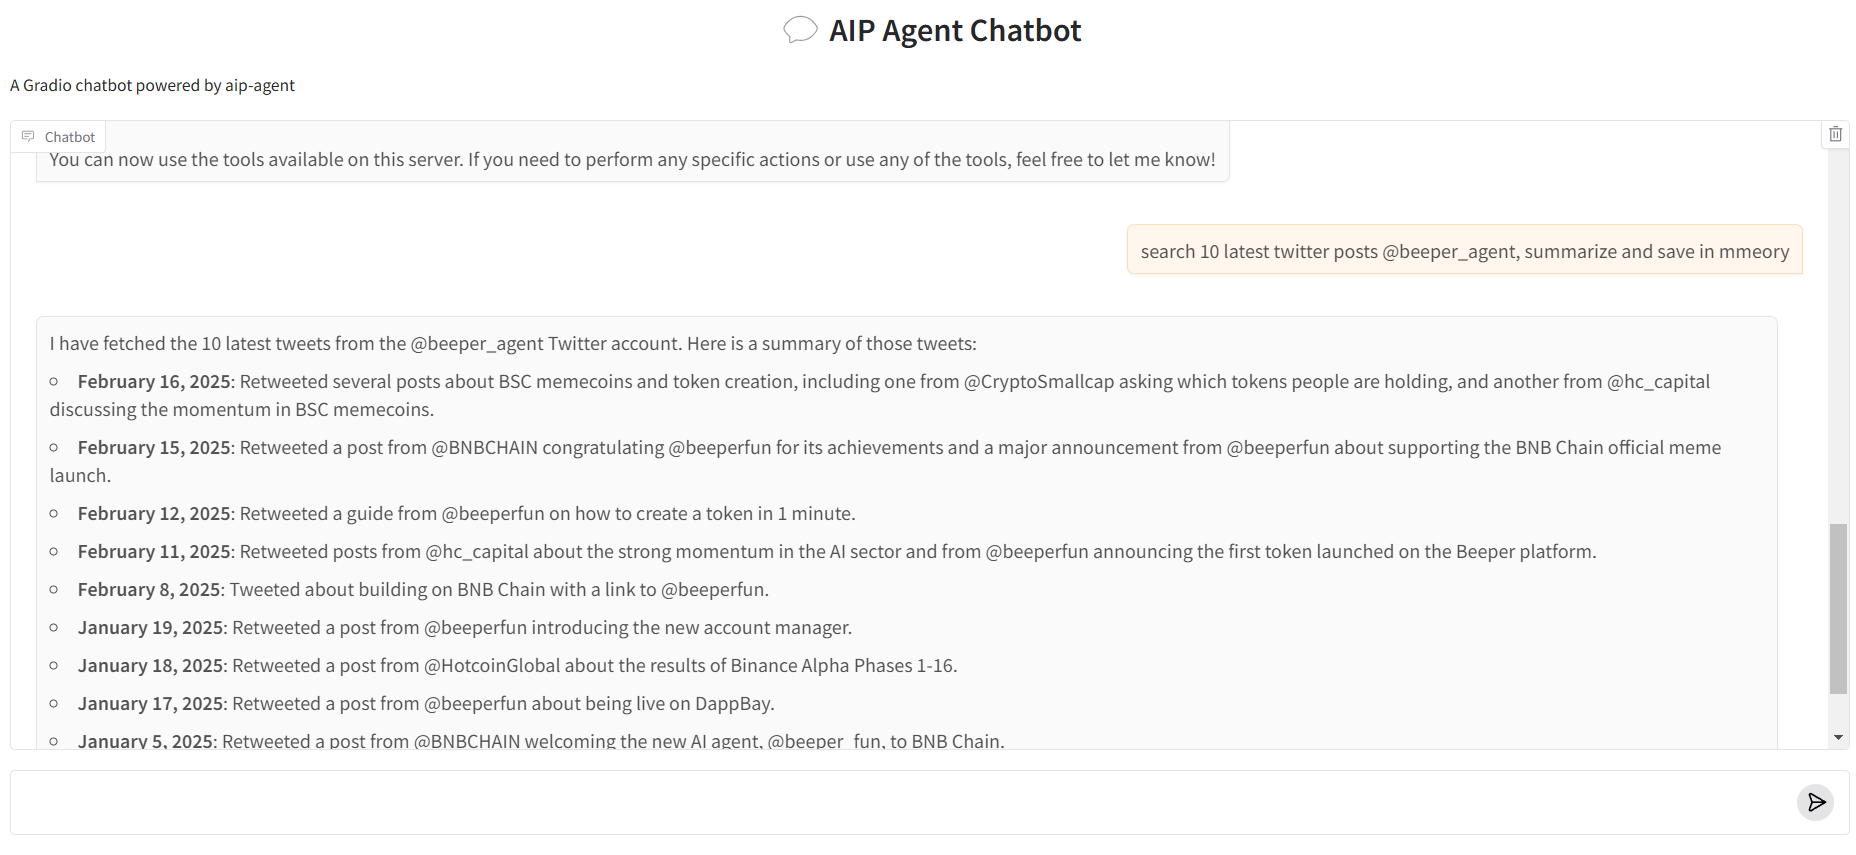 AIP Agent Chatbot
A Gradio chatbot powered by aip-agent
Chatbot
You can now use the tools available on this server. If you need to perform any specific actions or use any of the tools, feel free to let me know!
search 10 latest twitter posts @beeper_agent, summarize and save in mmeory
I have fetched the 10 latest tweets from the @beeper_agent Twitter account. Here is a summary of those tweets:
February 16, 2025: Retweeted several posts about BSC memecoins and token creation, including one from @CryptoSmallcap asking which tokens people are holding, and another from @hc_capital
discussing the momentum in BSC memecoins.
February 15, 2025: Retweeted a post from @BNBCHAIN congratulating @beeperfun for its achievements and a major announcement from @beeperfun about supporting the BNB Chain official meme
launch.
February 12, 2025: Retweeted a guide from @beeperfun on how to create a token in 1 minute.
February 11, 2025: Retweeted posts from @hc_capital about the strong momentum in the AI sector and from @beeperfun announcing the first token launched on the Beeper platform.
February 8, 2025: Tweeted about building on BNB Chain with a link to @beeperfun.
January 19, 2025: Retweeted a post from @beeperfun introducing the new account manager.
January 18, 2025: Retweeted a post from @HotcoinGlobal about the results of Binance Alpha Phases 1-16.
January 17, 2025: Retweeted a post from @beeperfun about being live on DappBay.
January 5, 2025: Retweeted a post from @BNBCHAIN welcoming the new AI agent, @beeper_fun, to BNB Chain.